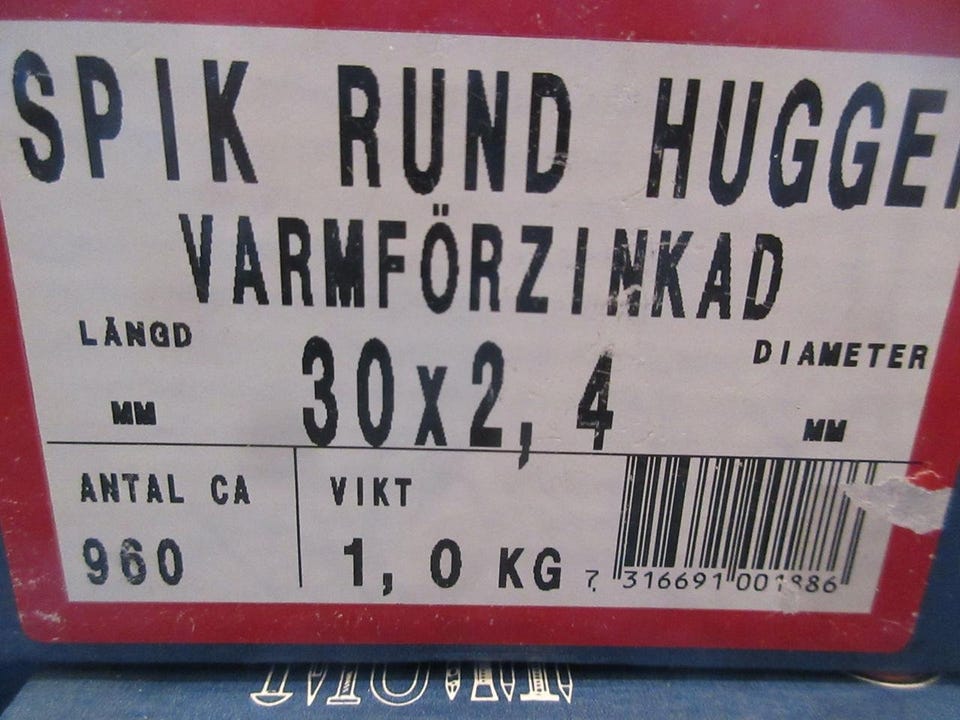 SPIK RUND HUGGE
VARMFÖRZINKAD
LÄNGD
30x2,4
DIAMETER
MM
MM
ANTAL CA
VIKT
960
1,0 KG
7 316691 001886